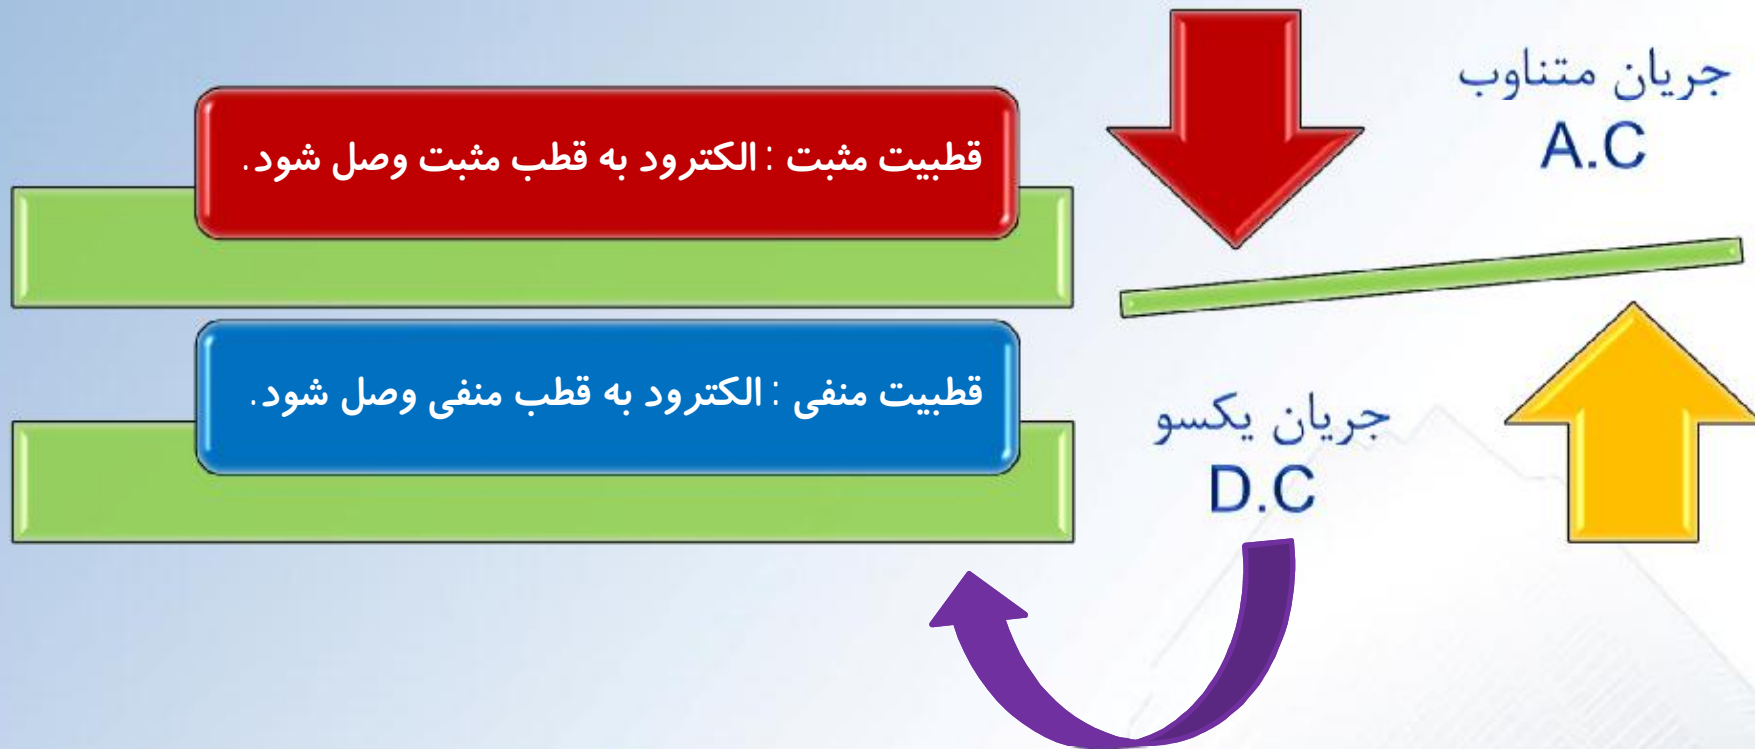 جریان متناوب
A.C
قطبیت مثبت : الکترود به قطب مثبت وصل شود.
جریان یکسو
D.C
قطبیت منفی : الکترود به قطب منفی وصل شود.